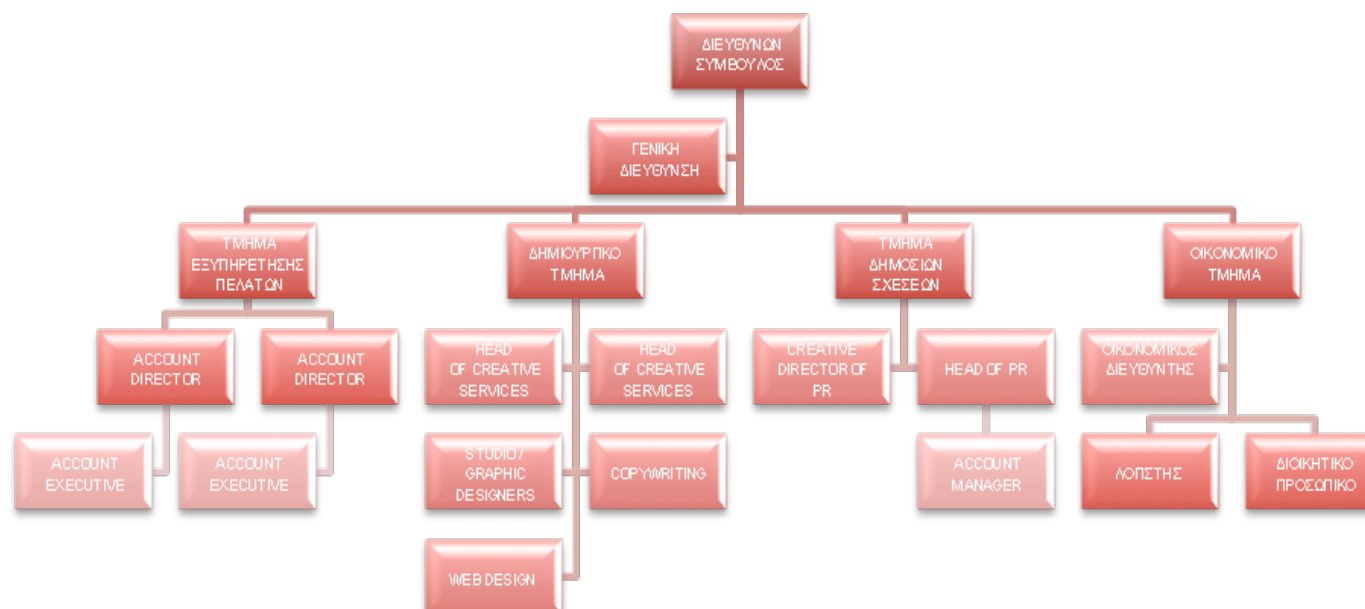 ΔΙΕΥΘΥΝΩΝ
ΣΥΜΒΟΥΛΟΣ
ΓΕΝΙΚΗ
ΔΙΕΥΘΥΝΣΗ
ΤΜΗΜΑ
ΕΞΥΠΗΡΕΤΗΣΗΣ
ΠΕΛΑΤΩΝ
ΔΗΜΙΟΥΡΓΙΚΟ
ΤΜΗΜΑ
ΤΜΗΜΑ
ΔΗΜΟΣΙΩΝ
ΣΧΕΣΕΩΝ
ΟΙΚΟΝΟΜΙΚΟ
ΤΜΗΜΑ
ACCOUNT
DIRECTOR
ACCOUNT
DIRECTOR
HEAD
OF CREATIVE
SERVICES
HEAD
OF CREATIVE
SERVICES
CREATIVE
DIRECTOR OF
PR
HEAD OF PR
ΟΙΚΟΝΟΜΙΚΟΣ
ΔΙΕΥΘΥΝΤΗΣ
ACCOUNT
EXECUTIVE
ACCOUNT
EXECUTIVE
STUDIO/
GRAPHIC
DESIGNERS
COPYWRITING
ACCOUNT
MANAGER
ΛΟΓΙΣΤΗΣ
ΔΙΟΙΚΗΤΙΚΟ
ΠΡΟΣΩΠΙΚΟ
WEB DESIGN